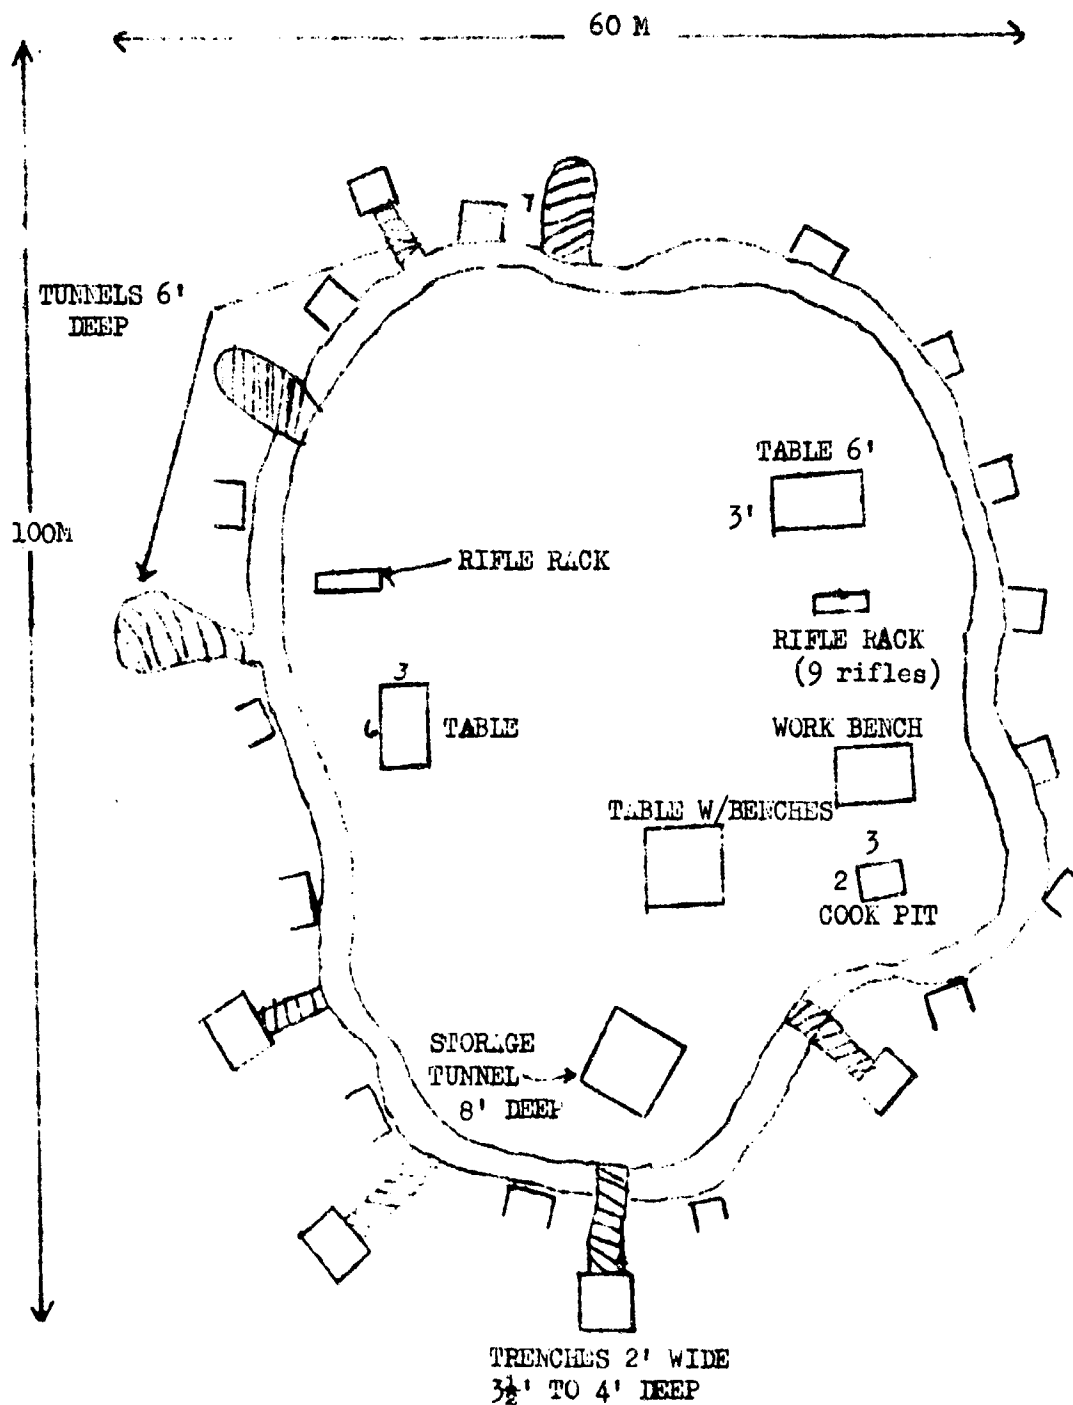 60 M
7
TUNNELS 6'
DEEP
TABLE 6'
3'
100M
RIFLE RACK
RIFLE RACK
(9 rifles)
3
6 TABLE
WORK BENCH
TABLE W/BENCHES
3
2
COOK PIT
STORAGE
TUNNEL
8' DEEP
TRENCHES 2' WIDE
3½' TO 4' DEEP